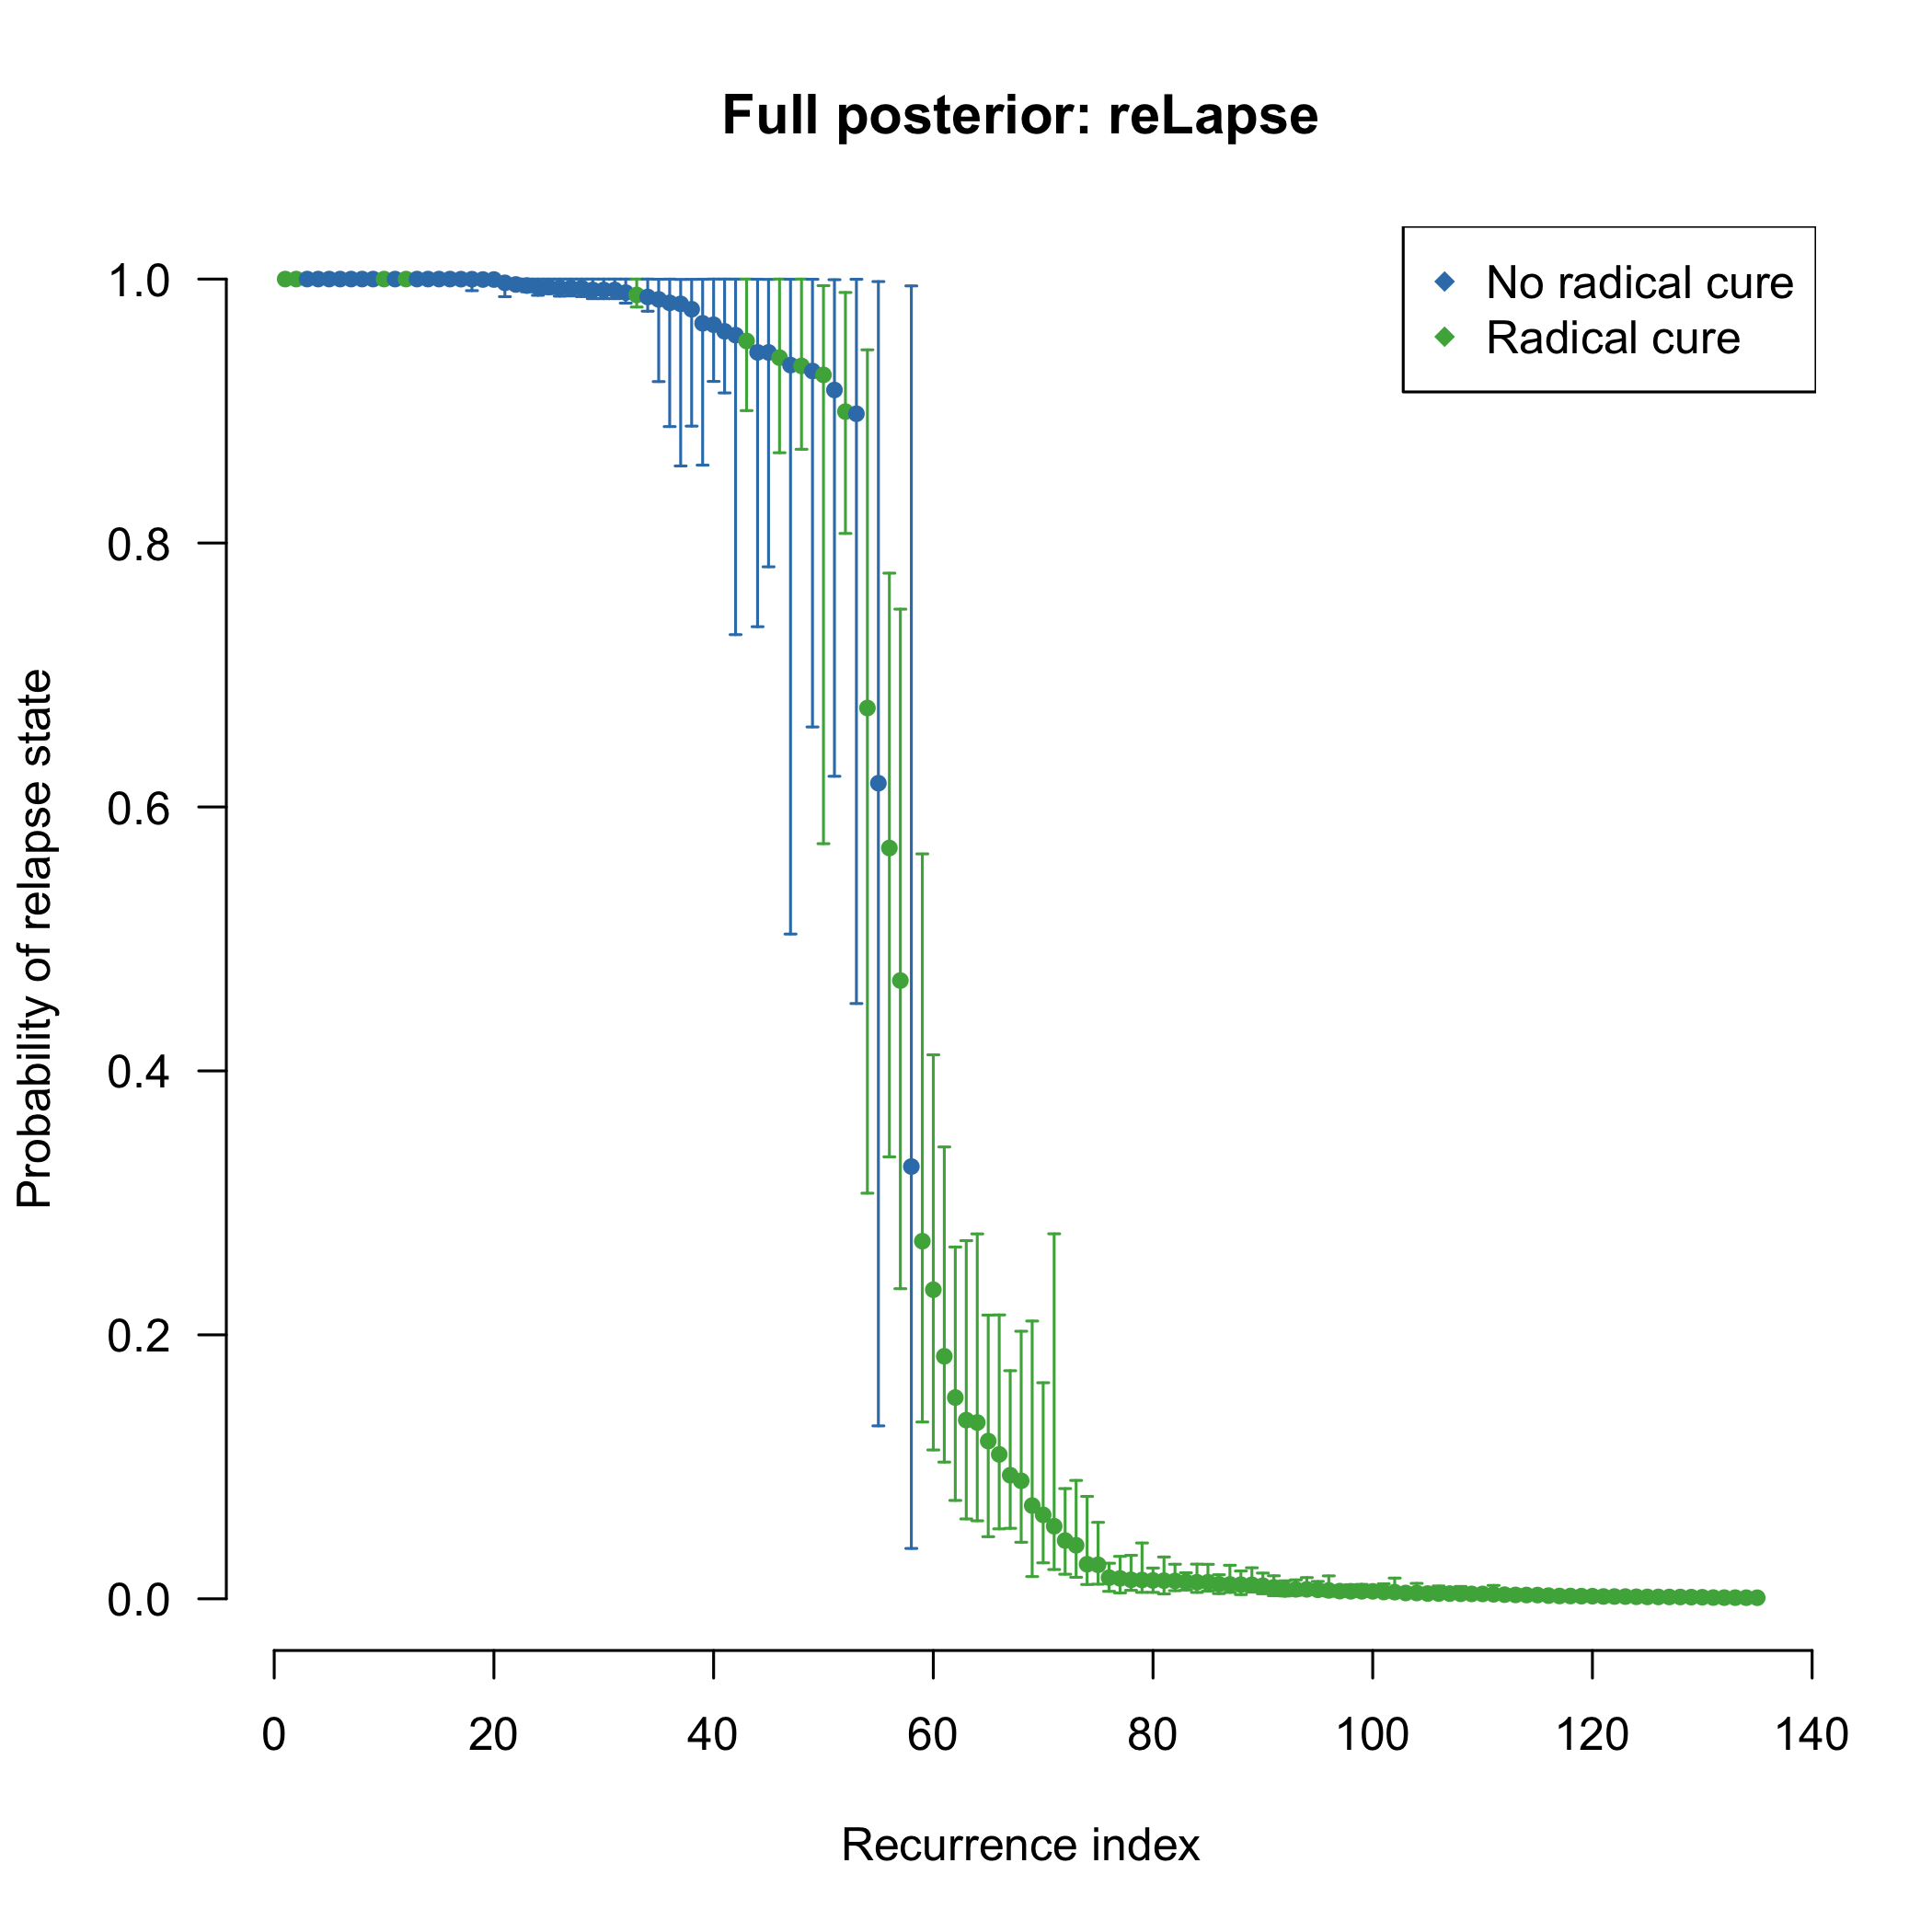 Full posterior: reLapse
No radical cure
Radical cure
1.0
0.8
0.6
0.4
0.2
0.0
Probability of relapse state
0 20 40 60 80 100 120 140
Recurrence index